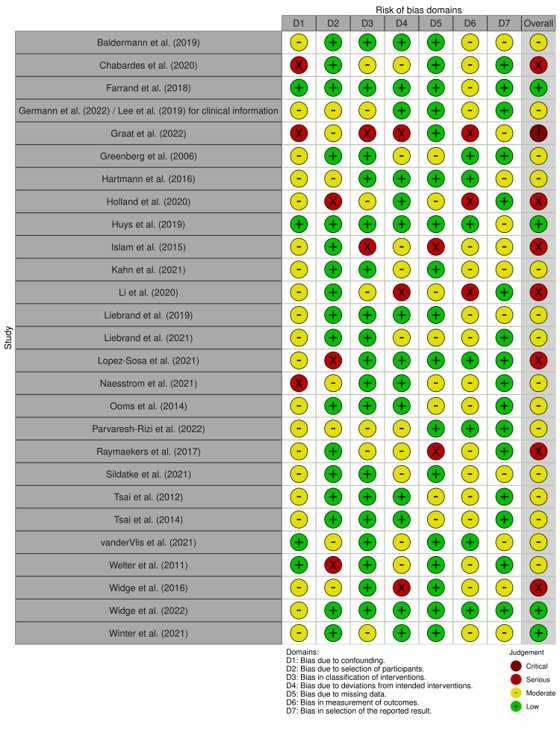 Risk of bias domains
D1 D2 D3 D4 D5 D6 D7 Overall
Study
Baldermann et al. (2019) - + + + + - - -
Chabardes et al. (2020) X + - - + - + X
Farrand et al. (2018) + + + + + - + +
Germann et al. (2022) / Lee et al. (2019) for clinical information - - - + + - + -
Graat et al. (2022) X - X X + X -
Greenberg et al. (2006) - + + - - + + -
Hartmann et al. (2016) - - + + + + - -
Holland et al. (2020) - X - + - X + X
Huys et al. (2019) + + + + + + - +
Islam et al. (2015) - + X - X - - X
Kahn et al. (2021) - + + - + - - -
Li et al. (2020) - + - X - X + X
Liebrand et al. (2019) - + + + + - - -
Liebrand et al. (2021) - + + - - - + -
Lopez-Sosa et al. (2021) - X + + + + + X
Naesstrom et al. (2021) X - + + - - + -
Ooms et al. (2014) - + + + - - + -
Parvaresh-Rizi et al. (2022) - - - - + + + -
Raymaekers et al. (2017) - + - - X - + X
Sildatke et al. (2021) - + + - + - - -
Tsai et al. (2012) - + + + - - + -
Tsai et al. (2014) - + + + - - + -
vanderVlis et al. (2021) + - + - + + - -
Welter et al. (2011) + X + - + - + -
Widge et al. (2016) - - + X + - - X
Widge et al. (2022) - + + + + + + +
Winter et al. (2021) - + - + + - - +
Domains:
D1: Bias due to confounding.
D2: Bias due to selection of participants.
D3: Bias in classification of interventions.
D4: Bias due to deviations from intended interventions.
D5: Bias due to missing data.
D6: Bias in measurement of outcomes.
D7: Bias in selection of the reported result.
Judgement
Critical
X Serious
- Moderate
+ Low